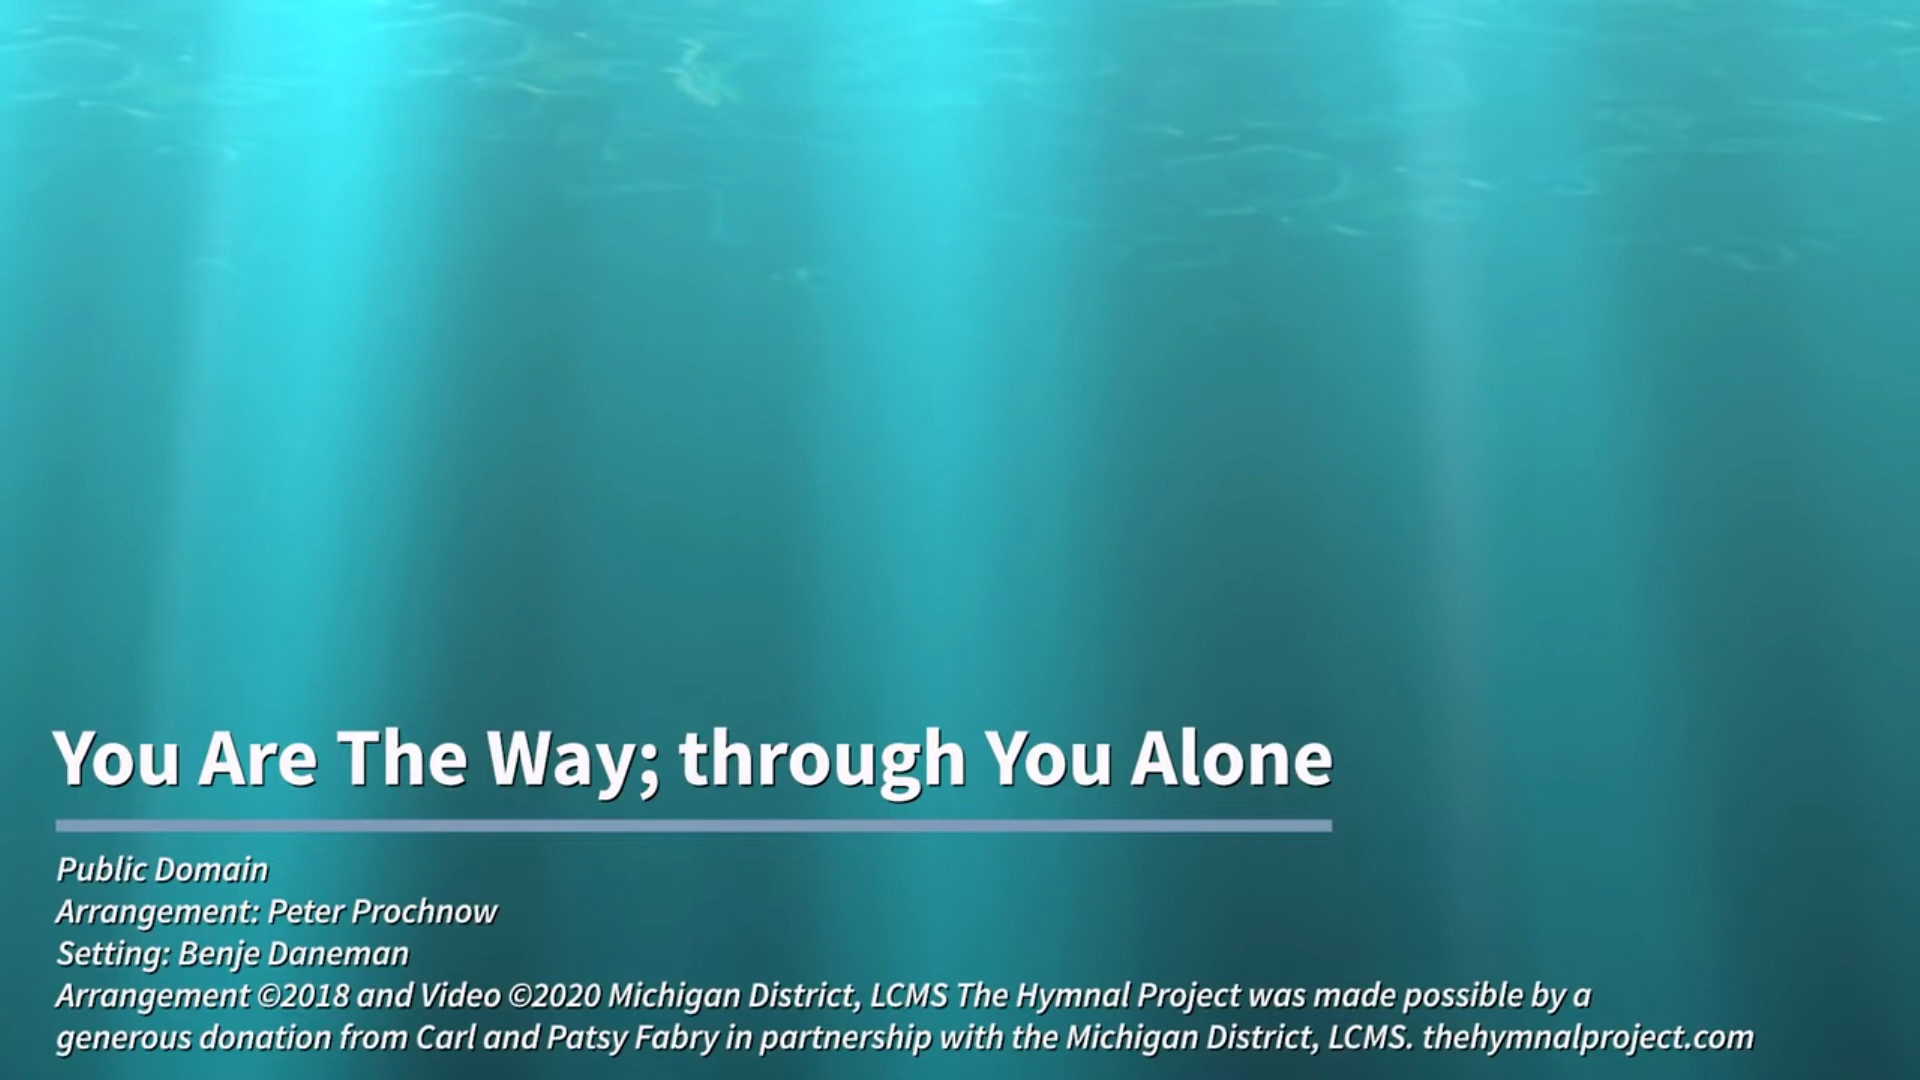 You Are The Way; through You Alone
Public Domain
Arrangement: Peter Prochnow
Setting: Benje Daneman
Arrangement ©2018 and Video ©2020 Michigan District, LCMS The Hymnal Project was made possible by a
generous donation from Carl and Patsy Fabry in partnership with the Michigan District, LCMS. thehymnalproject.com